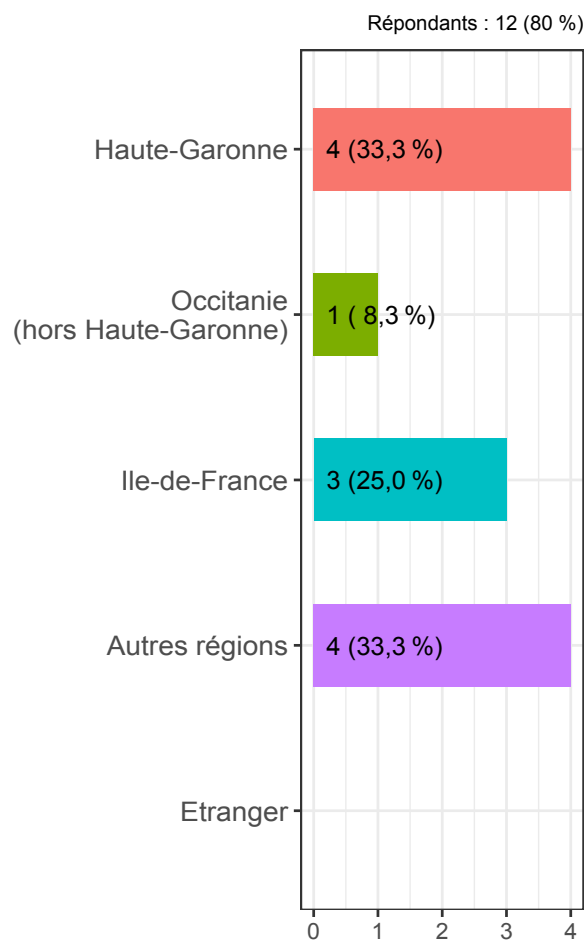 Répondants : 12 (80 %)
Haute-Garonne
4 (33,3 %)
Occitanie
(hors Haute-Garonne)
1 ( 8,3 %)
Ile-de-France
3 (25,0 %)
Autres régions
4 (33,3 %)
Etranger
0 1 2 3 4